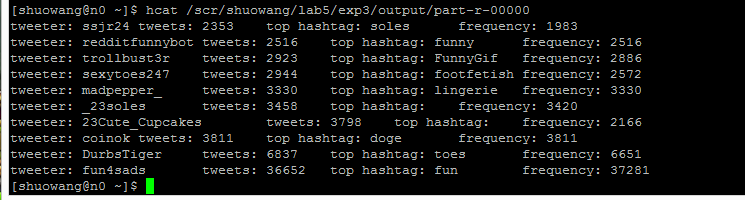 [shuowang@n0 ~]$ hcat /scr/shuowang/lab5/exp3/output/part-r-00000
tweeter: ssjr24 tweets: 2353    top hashtag: soles      frequency: 1983
tweeter: redditfunnybot tweets: 2516    top hashtag: funny      frequency: 2516
tweeter: trollbust3r    tweets: 2923    top hashtag: FunnyGif   frequency: 2886
tweeter: sexytoes247    tweets: 2944    top hashtag: footfetish frequency: 2572
tweeter: madpepper_     tweets: 3330    top hashtag: lingerie   frequency: 3330
tweeter: _23soles       tweets: 3458    top hashtag:    frequency: 3420
tweeter: 23Cute_Cupcakes        tweets: 3798    top hashtag:    frequency: 2166
tweeter: coinok tweets: 3811    top hashtag: doge       frequency: 3811
tweeter: DurbsTiger     tweets: 6837    top hashtag: toes       frequency: 6651
tweeter: fun4sads       tweets: 36652   top hashtag: fun        frequency: 37281
[shuowang@n0 ~]$